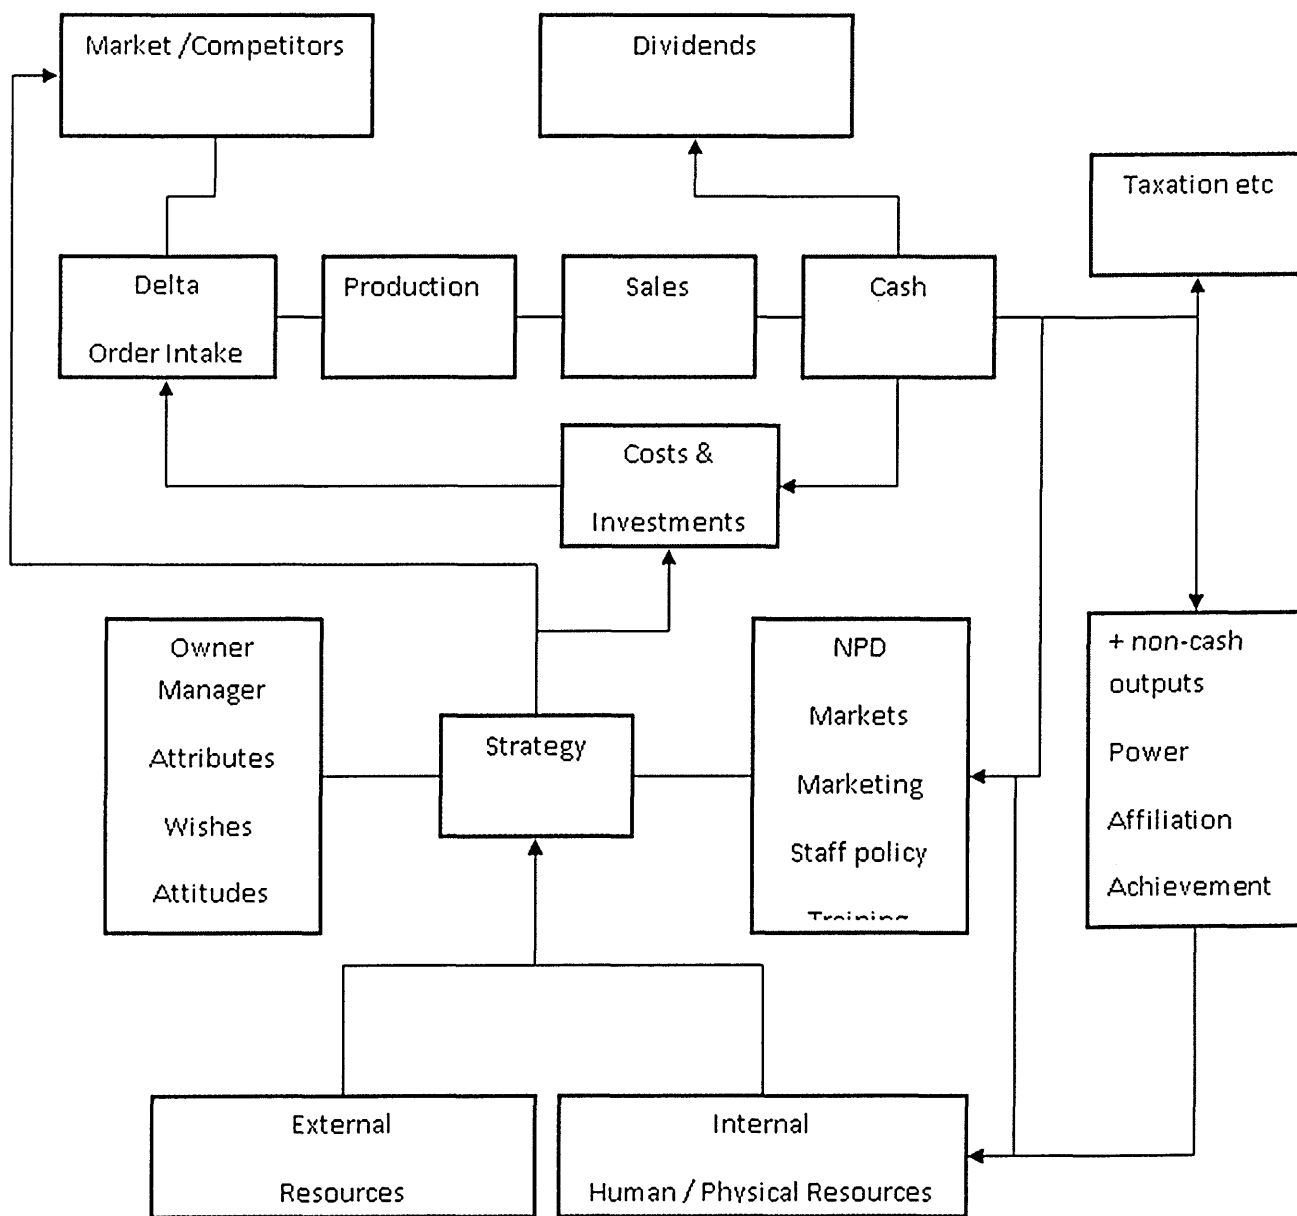 Market /Competitors
Dividends
Taxation etc
Delta
Order Intake
Production
Sales
Cash
Costs &
Investments
Owner
Manager
Attributes
Wishes
Attitudes
Strategy
NPD
Markets
Marketing
Staff policy
Training
+ non-cash
outputs
Power
Affiliation
Achievement
External
Resources
Internal
Human / Physical Resources